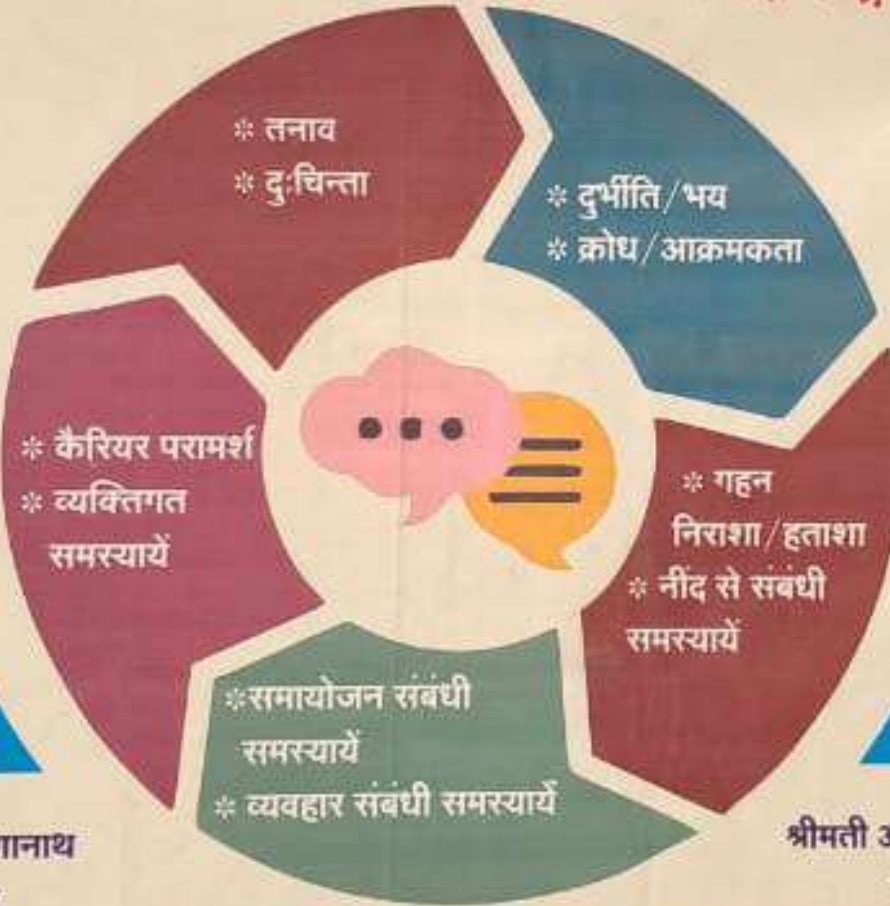 * तनाव
* दुःचिन्ता
* दुर्भीति/भय
* क्रोध/आक्रमकता
* गहन
निराशा/हताशा
* नींद से संबंधी
समस्यायें
*समायोजन संबंधी
समस्यायें
* व्यवहार संबंधी समस्यायें
* कैरियर परामर्श
* व्यक्तिगत
समस्यायें
श्रीमती